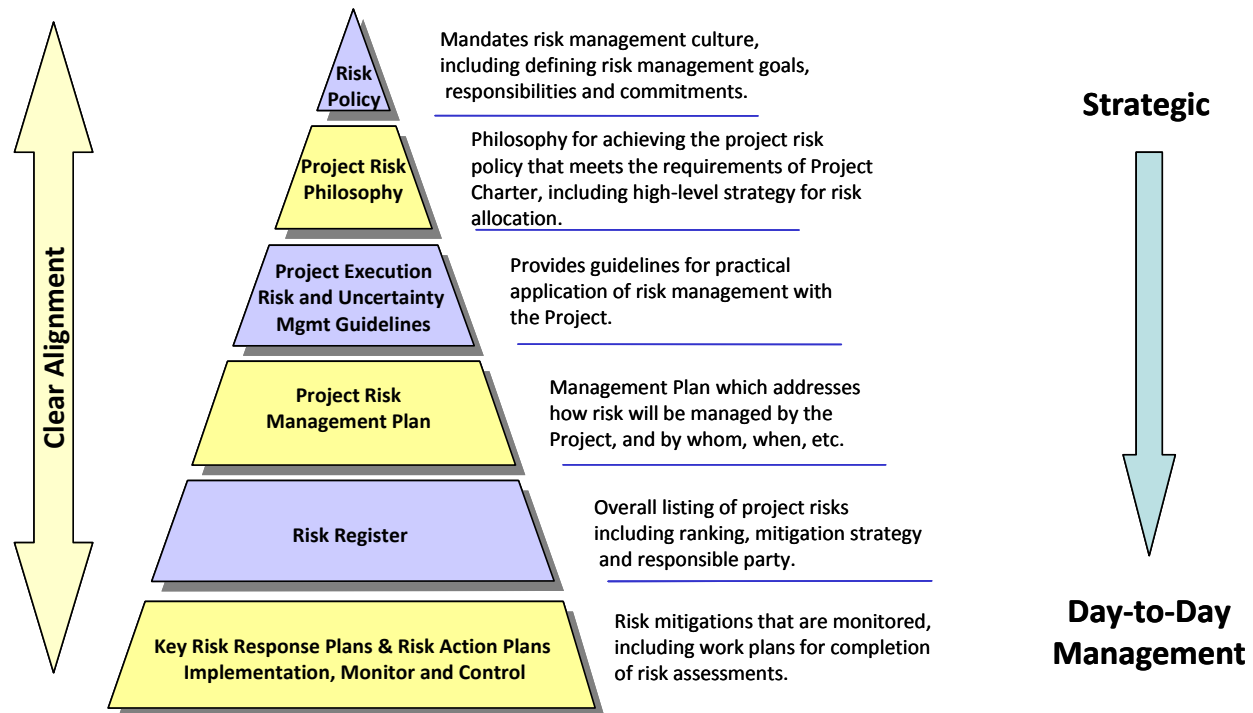 Clear Alignment
Risk
Policy
Mandates risk management culture,
including defining risk management goals,
responsibilities and commitments.
Project Risk
Philosophy
Philosophy for achieving the project risk
policy that meets the requirements of Project
Charter, including high-level strategy for risk
allocation.
Project Execution
Risk and Uncertainty
Mgmt Guidelines
Provides guidelines for practical
application of risk management with
the Project.
Project Risk
Management Plan
Management Plan which addresses
how risk will be managed by the
Project, and by whom, when, etc.
Risk Register
Overall listing of project risks
including ranking, mitigation strategy
and responsible party.
Key Risk Response Plans & Risk Action Plans
Implementation, Monitor and Control
Risk mitigations that are monitored,
including work plans for completion
of risk assessments.
Strategic
Day-to-Day
Management